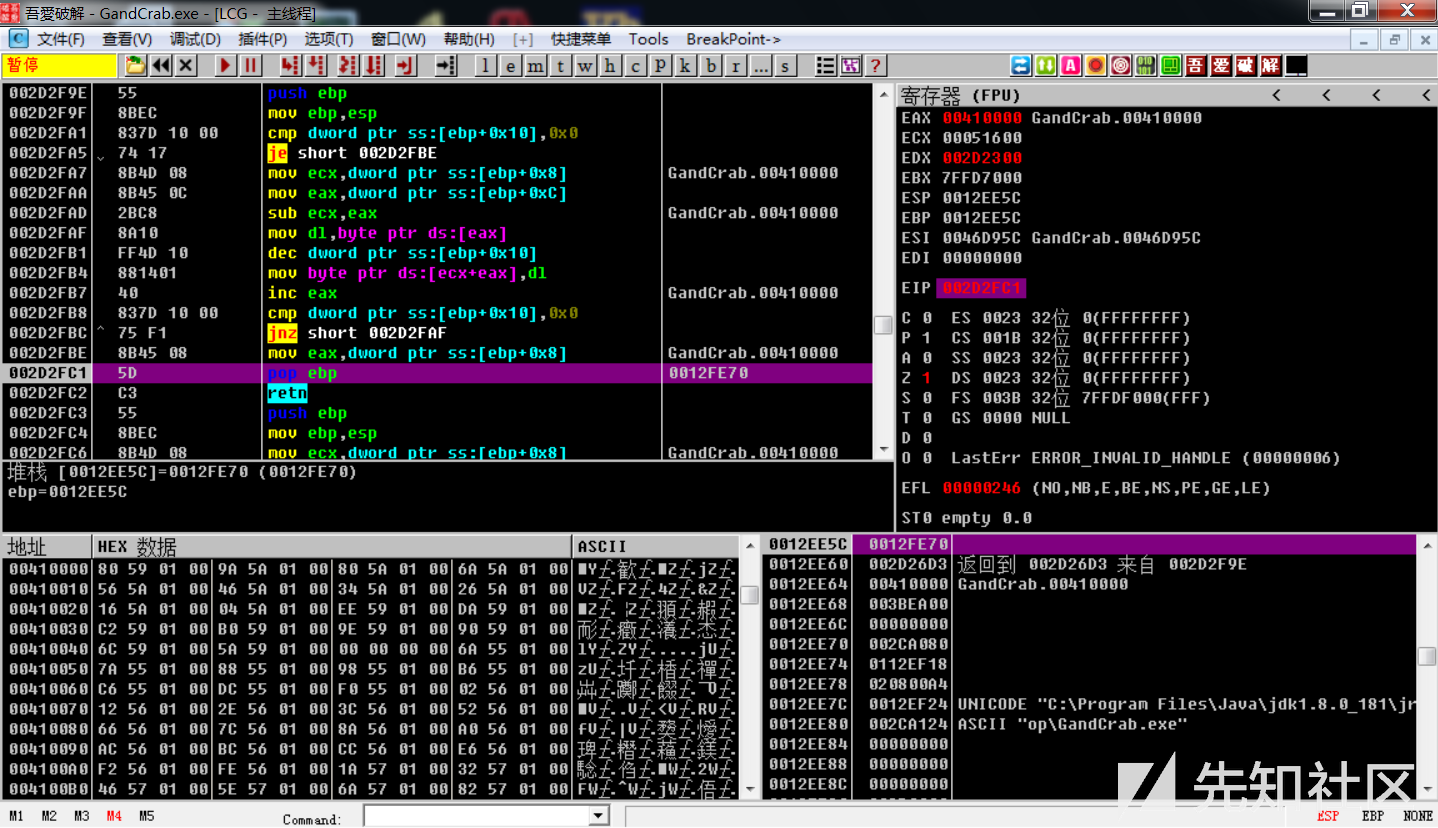 吾愛破解 - GandCrab.exe - [LCG - 主线程]
文件(F) 查看(V) 调试(D) 插件(P) 选项(T) 窗口(W) 帮助(H) [+] 快捷菜单 Tools BreakPoint->
暂停 l e m t w h c p k b r ... s ? 吾 爱 破 解
002D2F9E 55 push ebp
002D2F9F 8BEC mov ebp,esp
002D2FA1 837D 10 00 cmp dword ptr ss:[ebp+0x10],0x0
002D2FA5 74 17 je short 002D2FBE
002D2FA7 8B4D 08 mov ecx,dword ptr ss:[ebp+0x8] GandCrab.00410000
002D2FAA 8B45 0C mov eax,dword ptr ss:[ebp+0xC]
002D2FAD 2BC8 sub ecx,eax GandCrab.00410000
002D2FAF 8A10 mov dl,byte ptr ds:[eax]
002D2FB1 FF4D 10 dec dword ptr ss:[ebp+0x10]
002D2FB4 881401 mov byte ptr ds:[ecx+eax],dl
002D2FB7 40 inc eax GandCrab.00410000
002D2FB8 837D 10 00 cmp dword ptr ss:[ebp+0x10],0x0
002D2FBC ^ 75 F1 jnz short 002D2FAF
002D2FBE 8B45 08 mov eax,dword ptr ss:[ebp+0x8] GandCrab.00410000
002D2FC1 5D pop ebp 0012FE70
002D2FC2 C3 retn
002D2FC3 55 push ebp
002D2FC4 8BEC mov ebp,esp
002D2FC6 8B4D 08 mov ecx,dword ptr ss:[ebp+0x8] GandCrab.00410000
堆栈 [0012EE5C]=0012FE70 (0012FE70)
ebp=0012EE5C
寄存器 (FPU) < < < <
EAX 00410000 GandCrab.00410000
ECX 00051600
EDX 002D2300
EBX 7FFD7000
ESP 0012EE5C
EBP 0012EE5C
ESI 0046D95C GandCrab.0046D95C
EDI 00000000
EIP 002D2FC1
C 0 ES 0023 32位 0(FFFFFFFF)
P 1 CS 001B 32位 0(FFFFFFFF)
A 0 SS 0023 32位 0(FFFFFFFF)
Z 1 DS 0023 32位 0(FFFFFFFF)
S 0 FS 003B 32位 7FFDF000(FFF)
T 0 GS 0000 NULL
D 0
O 0 LastErr ERROR_INVALID_HANDLE (00000006)
EFL 00000246 (NO,NB,E,BE,NS,PE,GE,LE)
ST0 empty 0.0
地址 HEX 数据 ASCII
00410000 80 59 01 00 9A 5A 01 00 80 5A 01 00 6A 5A 01 00
00410010 56 5A 01 00 46 5A 01 00 34 5A 01 00 26 5A 01 00
00410020 16 5A 01 00 04 5A 01 00 EE 59 01 00 DA 59 01 00
00410030 C2 59 01 00 B0 59 01 00 9E 59 01 00 90 59 01 00
00410040 6C 59 01 00 5A 59 01 00 00 00 00 00 6A 55 01 00
00410050 7A 55 01 00 88 55 01 00 98 55 01 00 B6 55 01 00
00410060 C6 55 01 00 DC 55 01 00 F0 55 01 00 02 56 01 00
00410070 12 56 01 00 2E 56 01 00 3C 56 01 00 52 56 01 00
00410080 66 56 01 00 7C 56 01 00 8A 56 01 00 A0 56 01 00
00410090 AC 56 01 00 BC 56 01 00 CC 56 01 00 E6 56 01 00
004100A0 F2 56 01 00 FE 56 01 00 1A 57 01 00 32 57 01 00
004100B0 46 57 01 00 5E 57 01 00 6A 57 01 00 82 57 01 00
0012EE5C 0012FE70
0012EE60 002D26D3 返回到 002D26D3 来自 002D2F9E
0012EE64 00410000 GandCrab.00410000
0012EE68 003BEA00
0012EE6C 00000000
0012EE70 002CA080
0012EE74 0112EF18
0012EE78 020800A4
0012EE7C 0012EF24 UNICODE "C:\Program Files\Java\jdk1.8.0_181\jr
0012EE80 002CA124 ASCII "op\GandCrab.exe"
0012EE84 00000000
0012EE88 00000000
0012EE8C 00000000
先知社区
M1 M2 M3 M4 M5 Command: ESP EBP NONE